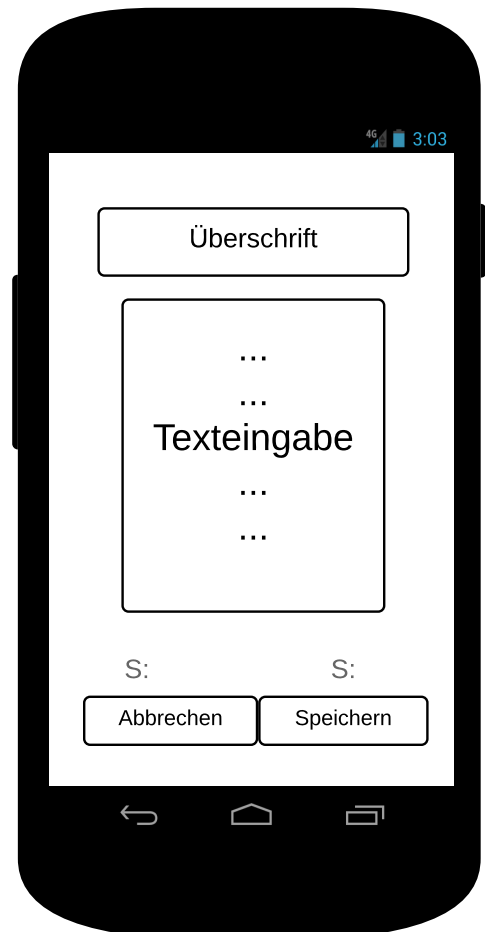 4G 3:03
Überschrift
...
...
Texteingabe
...
...
S: S:
Abbrechen Speichern